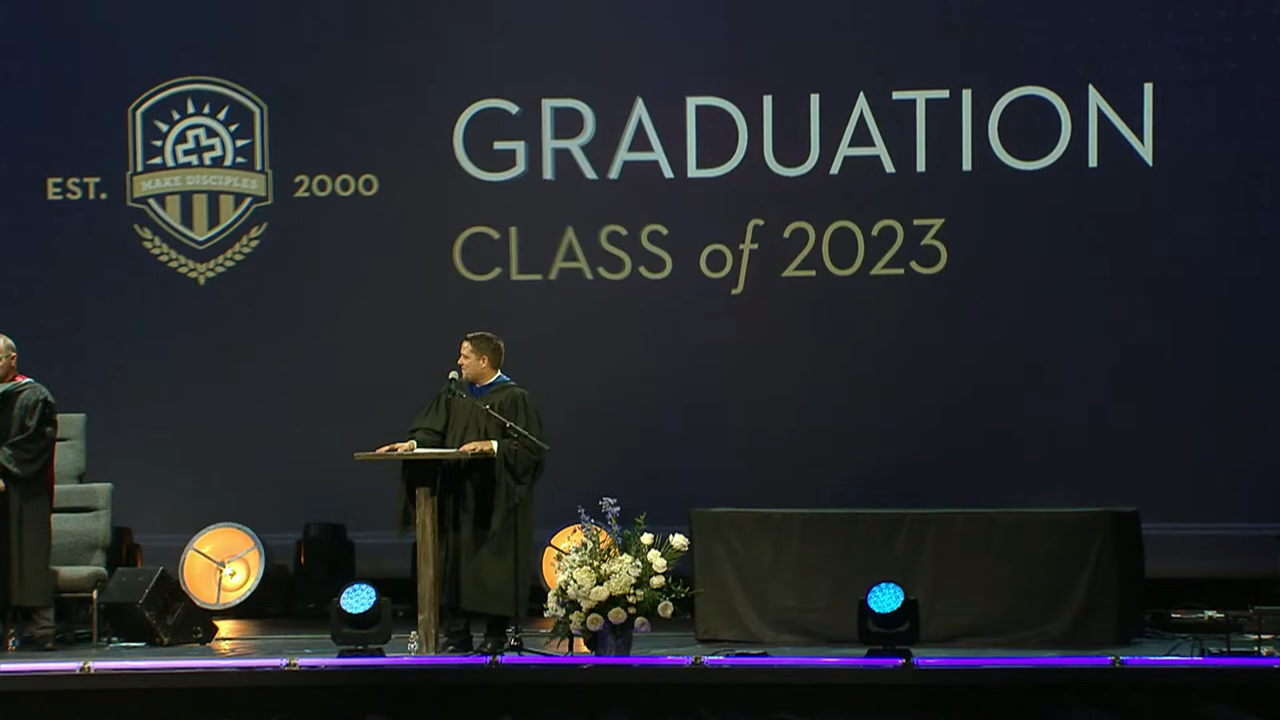 GRADUATION
CLASS of 2023
EST.
MAKE DISCIPLES
2000